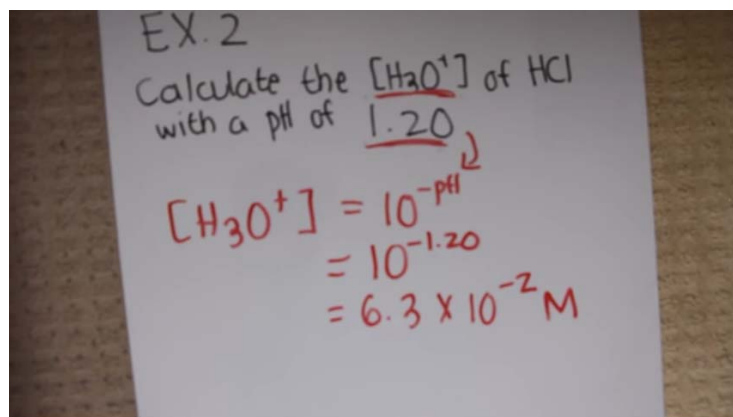 EX. 2
Calculate the [H₃O⁺] of HCl
with a pH of 1.20
[H₃O⁺] = 10⁻ᵖᴴ
= 10⁻¹·²⁰
= 6.3 x 10⁻² M